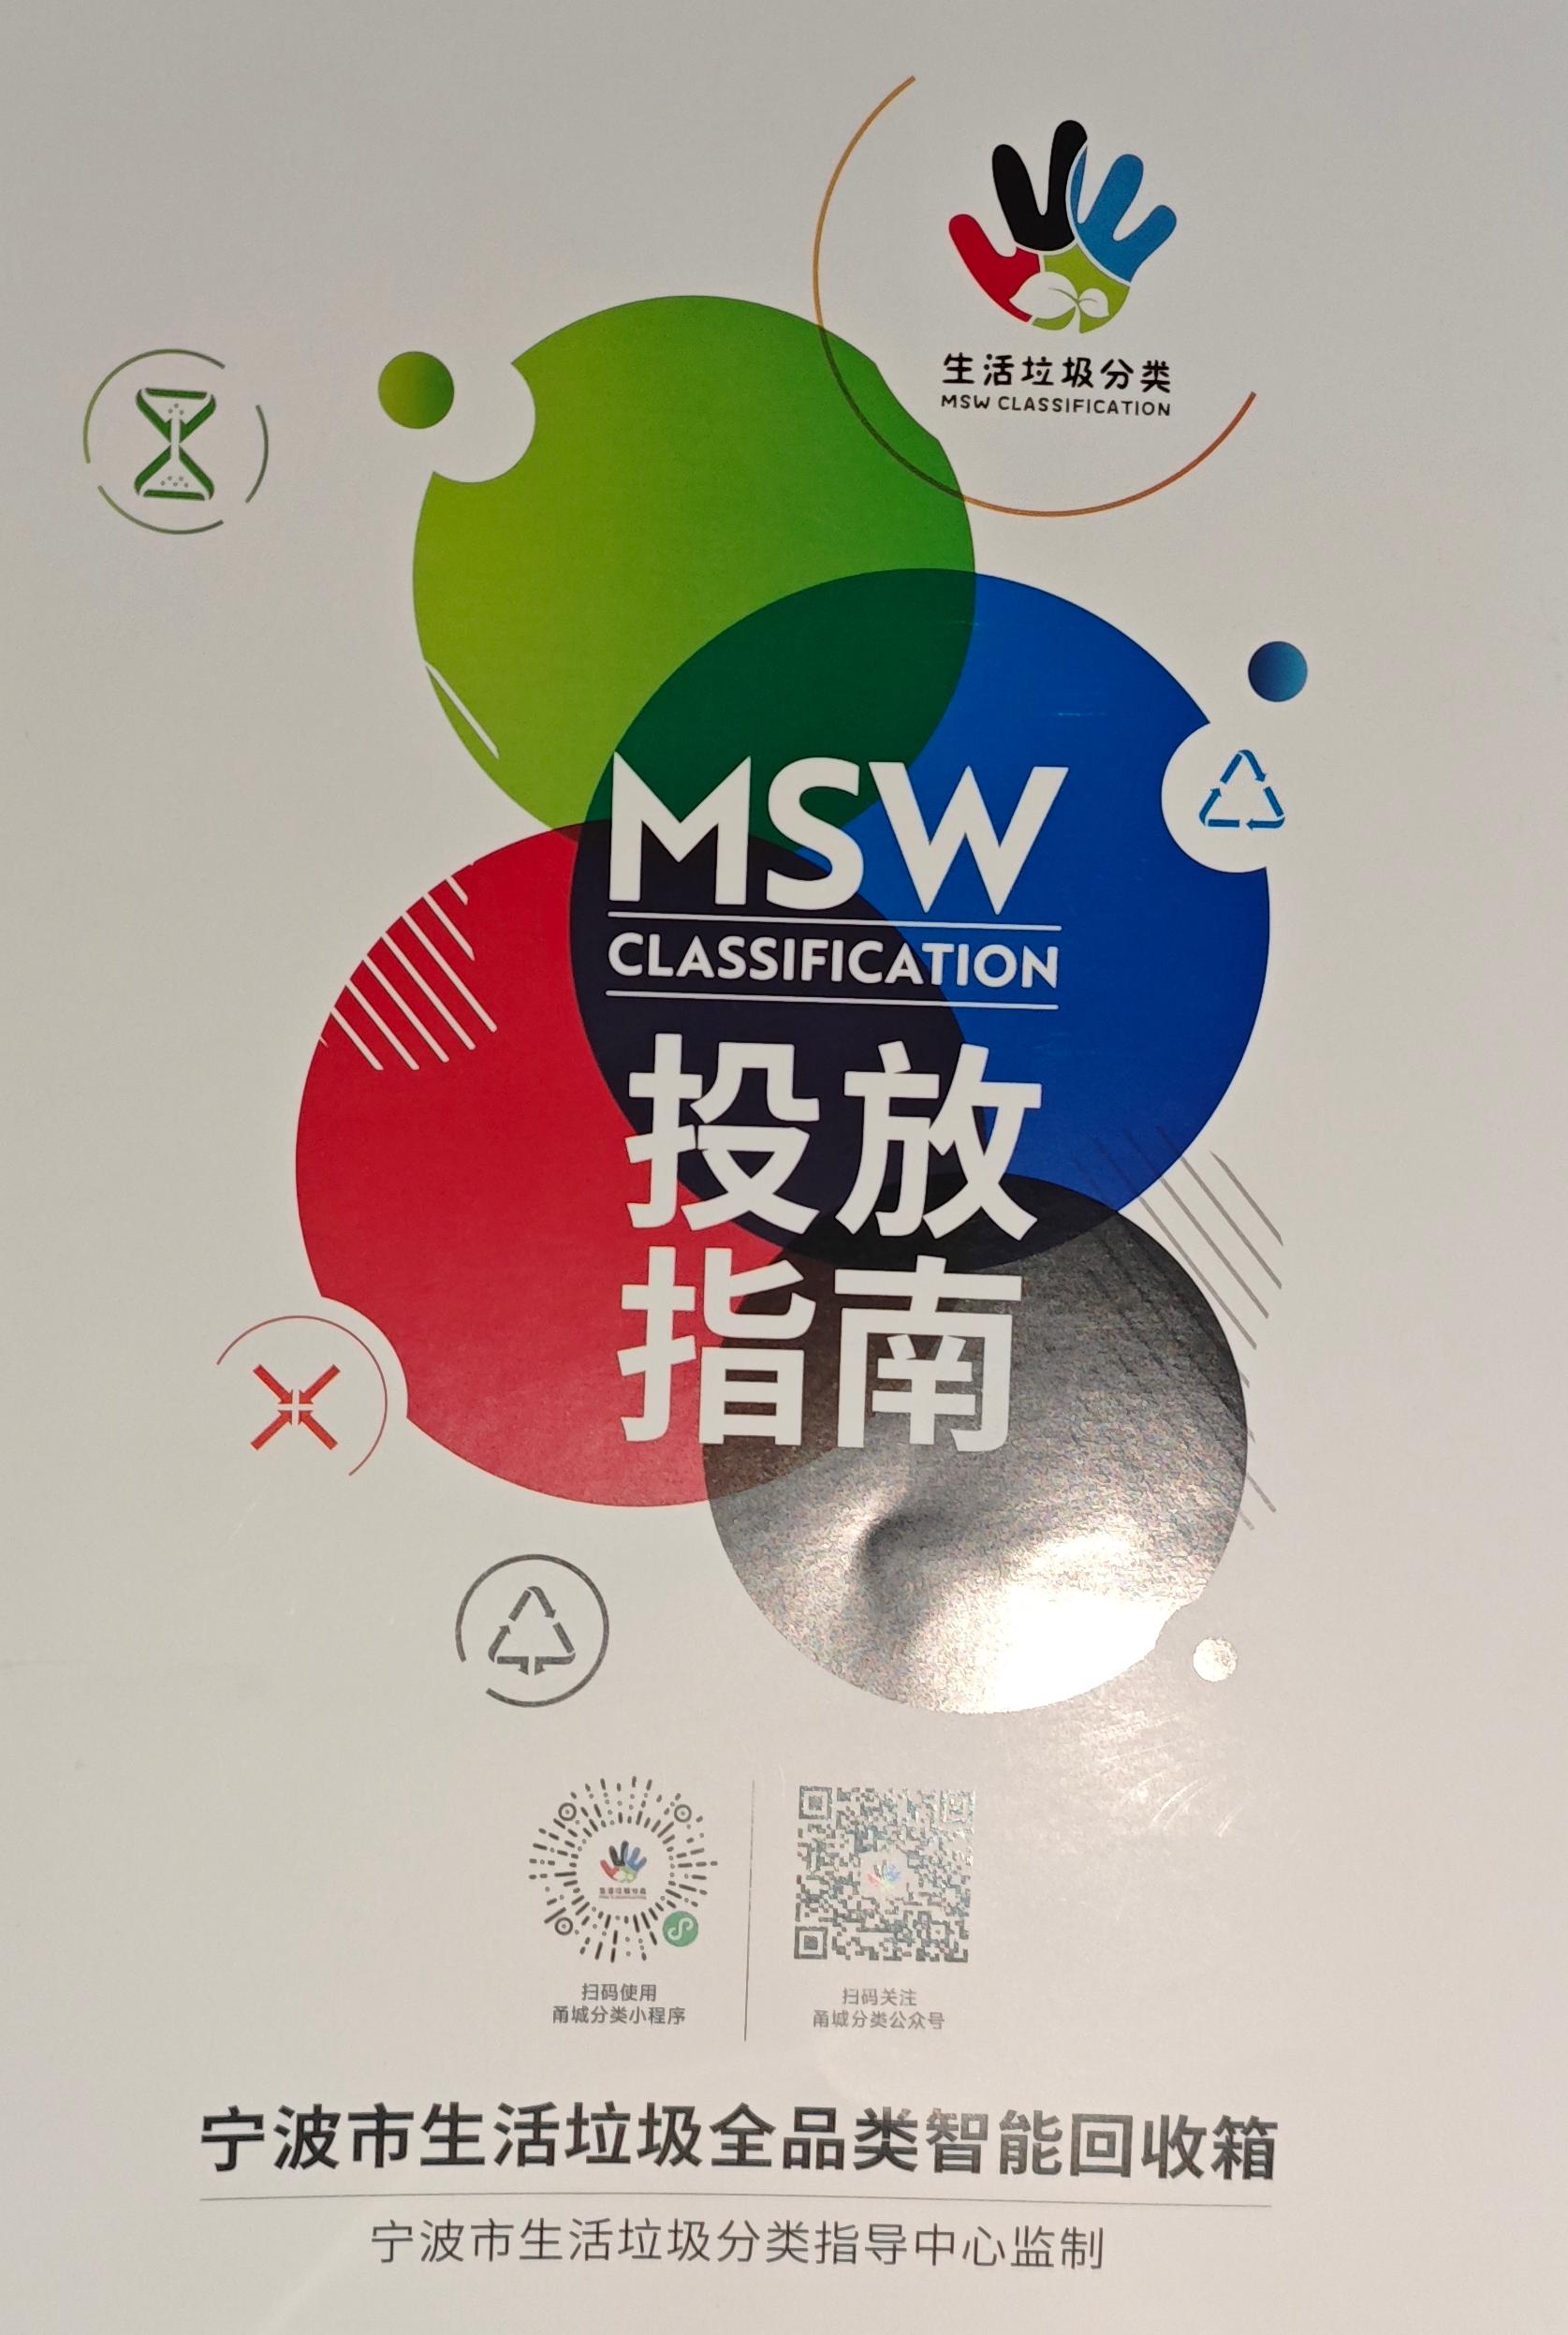 生活垃圾分类
MSW CLASSIFICATION
MSW
CLASSIFICATION
投放
指南
扫码使用
甬城分类小程序
扫码关注
甬城分类公众号
宁波市生活垃圾全品类智能回收箱
宁波市生活垃圾分类指导中心监制